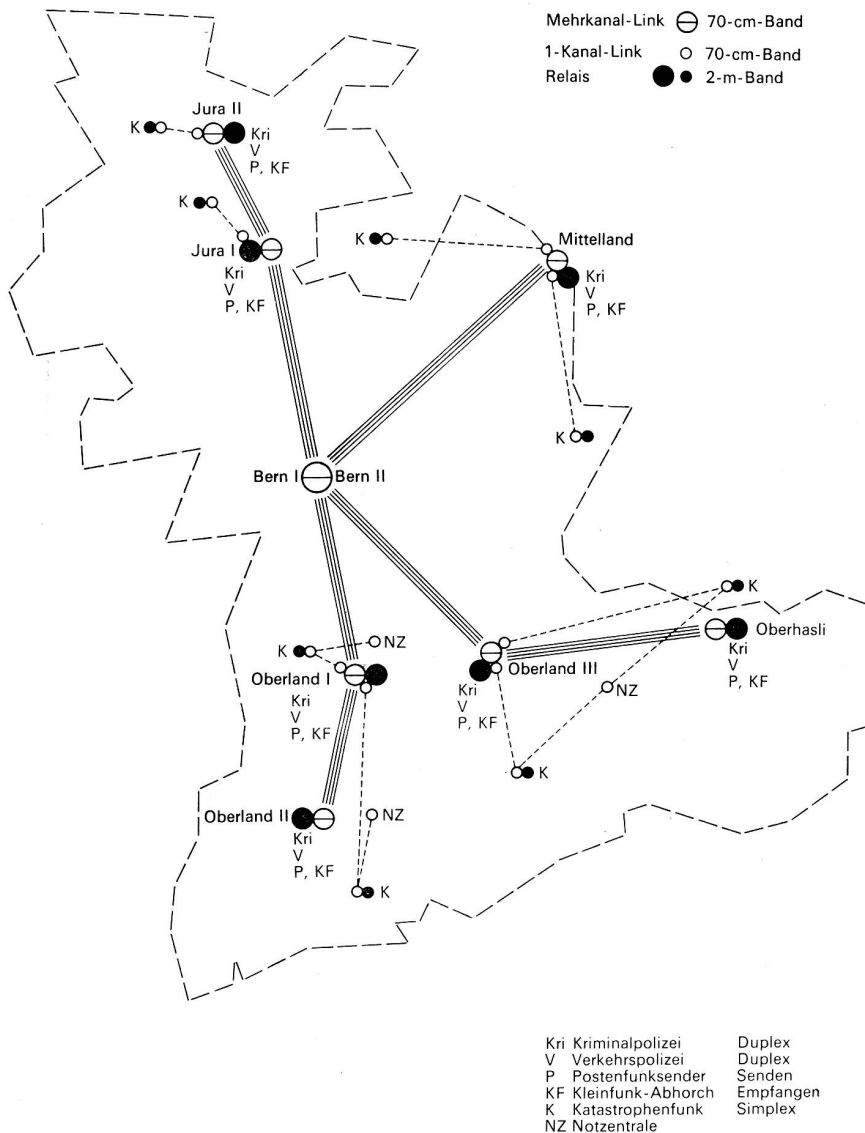 Mehrkanal-Link 70-cm-Band
1-Kanal-Link 70-cm-Band
Relais 2-m-Band
Jura II
K
Kri
V
P, KF
K
Jura I
Kri
V
P, KF
K
Mittelland
Kri
V
P, KF
K
Bern I Bern II
K
NZ
Oberland I
Kri
V
P, KF
K
Oberland III
Kri
V
P, KF
Oberhasli
Kri
V
P, KF
NZ
K
Oberland II
Kri
V
P, KF
NZ
K
Kri Kriminalpolizei Duplex
V Verkehrspolizei Duplex
P Postenfunksender Senden
KF Kleinfunk-Abhorch Empfangen
K Katastrophenfunk Simplex
NZ Notzentrale